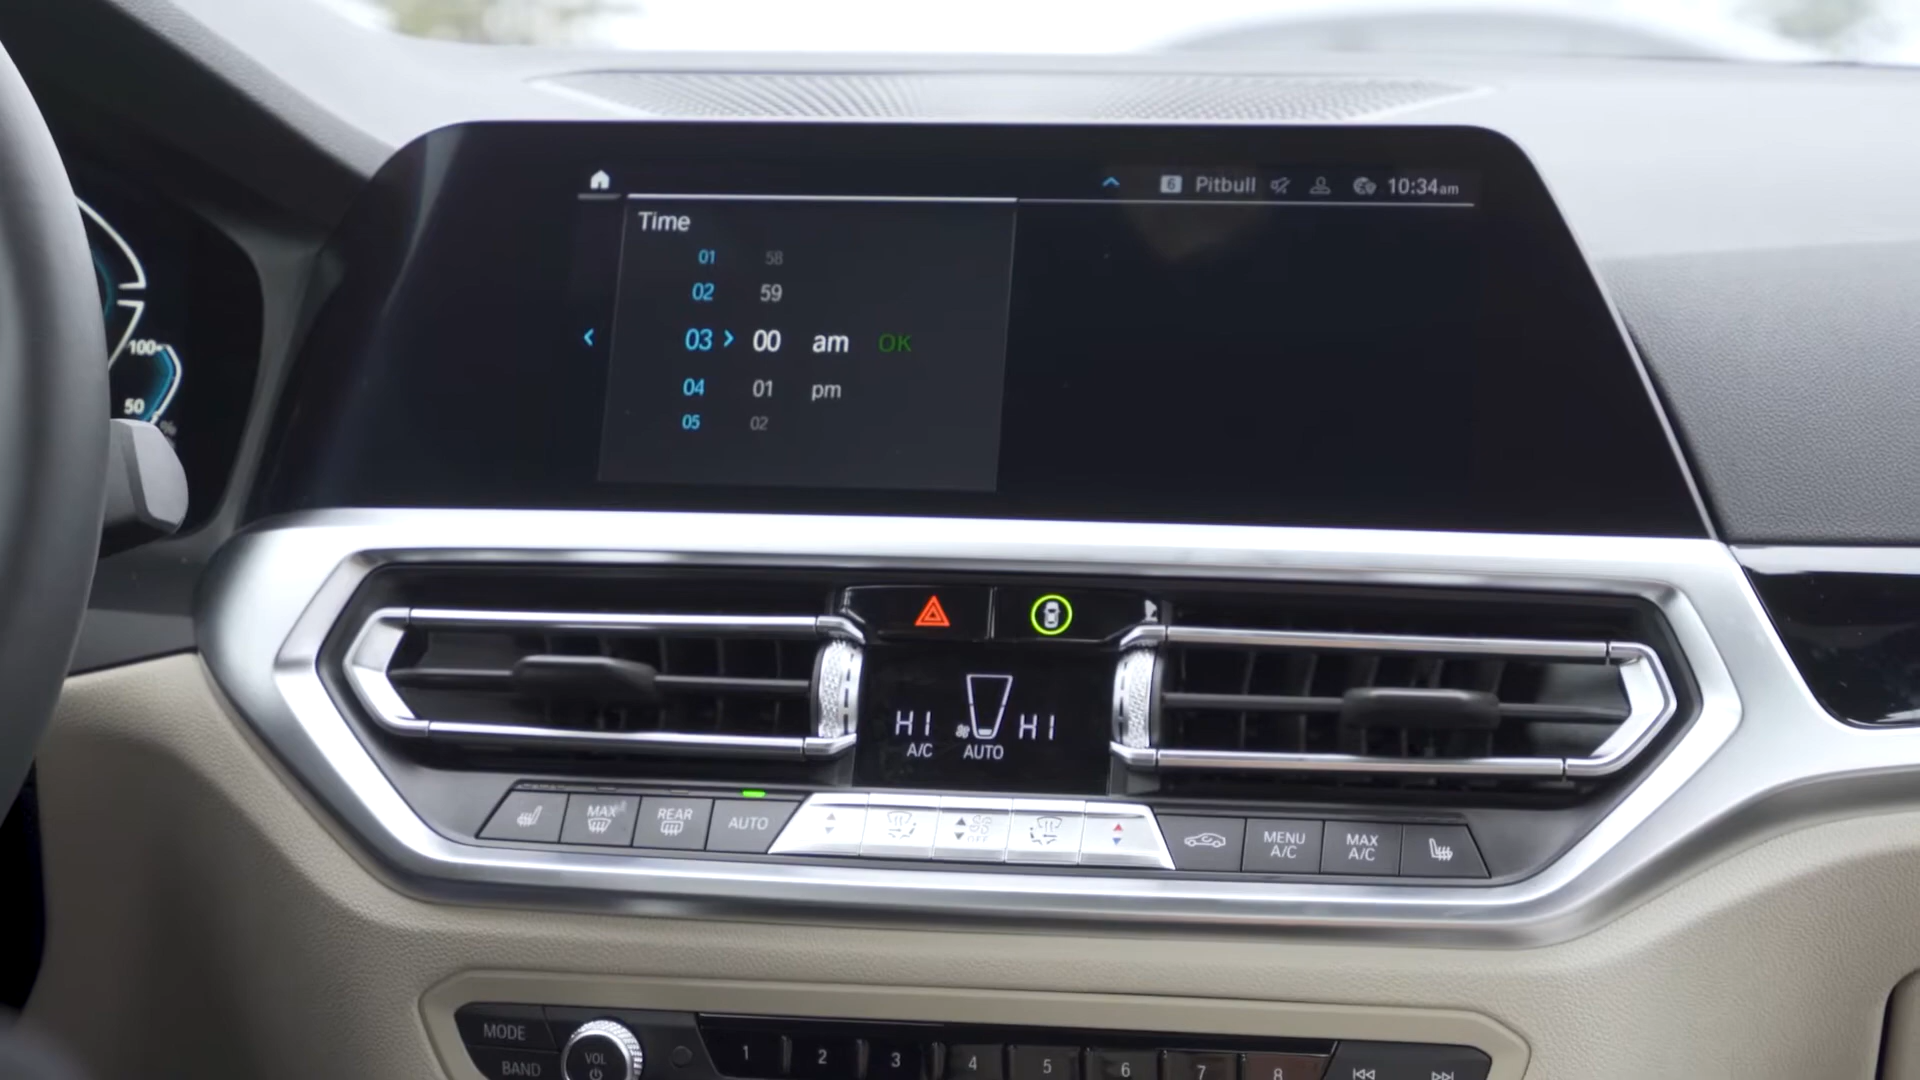 6 Pitbull 10:34am
Time
01 58
02 59
03 00 am OK
04 01 pm
05 02
100
50
%
HI HI
A/C AUTO
MAX REAR AUTO OFF MENU A/C MAX A/C
MODE
BAND
VOL
1 2 3 4 5 6 7 8